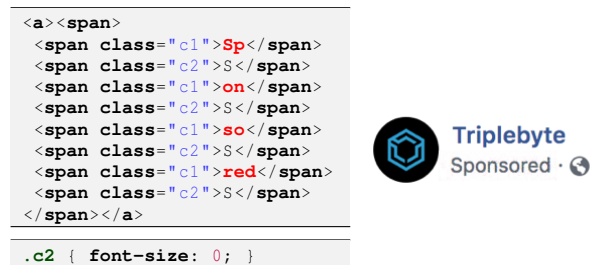 <a><span>
<span class="c1">Sp</span>
<span class="c2">S</span>
<span class="c1">on</span>
<span class="c2">S</span>
<span class="c1">so</span>
<span class="c2">S</span>
<span class="c1">red</span>
<span class="c2">S</span>
</span></a>
.c2 { font-size: 0; }
Triplebyte
Sponsored ·